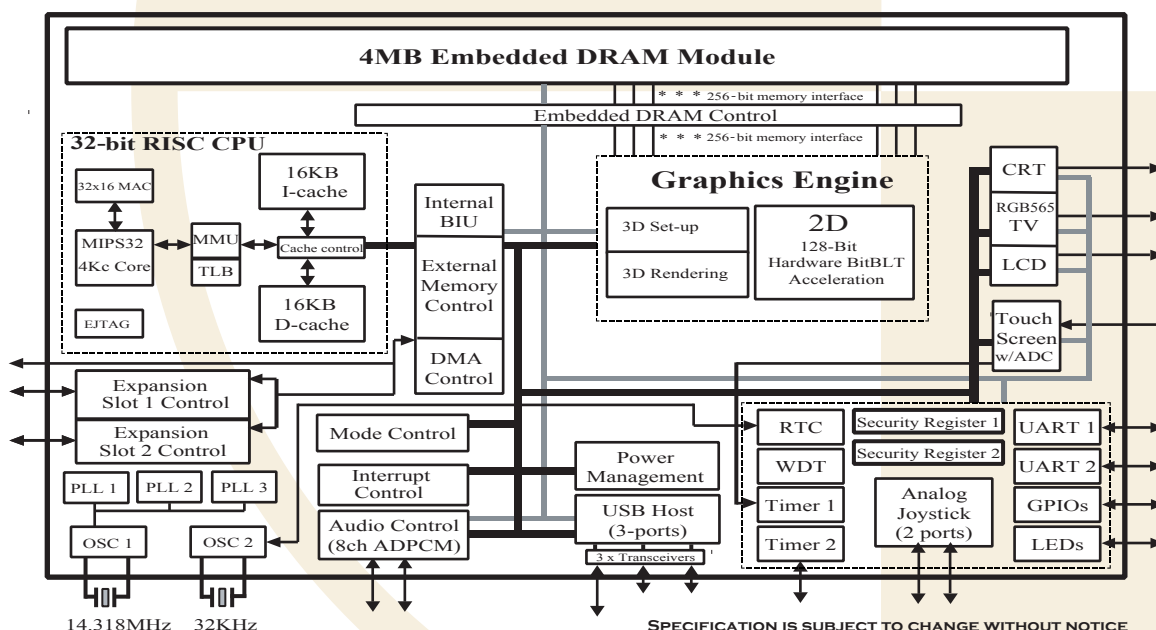 4MB Embedded DRAM Module
* * * 256-bit memory interface
Embedded DRAM Control
* * * 256-bit memory interface
32-bit RISC CPU
32x16 MAC
16KB
I-cache
MIPS32
4Kc Core
MMU
TLB
Cache control
16KB
D-cache
EJTAG
Internal
BIU
External
Memory
Control
DMA
Control
Graphics Engine
3D Set-up
3D Rendering
2D
128-Bit
Hardware BitBLT
Acceleration
CRT
RGB565
TV
LCD
Touch
Screen
w/ADC
Expansion
Slot 1 Control
Expansion
Slot 2 Control
PLL 1
PLL 2
PLL 3
OSC 1
OSC 2
14.318MHz
32KHz
Mode Control
Interrupt
Control
Audio Control
(8ch ADPCM)
Power
Management
USB Host
(3-ports)
3 x Transceivers
RTC
WDT
Timer 1
Timer 2
Security Register 1
Security Register 2
Analog
Joystick
(2 ports)
UART 1
UART 2
GPIOs
LEDs
SPECIFICATION IS SUBJECT TO CHANGE WITHOUT NOTICE